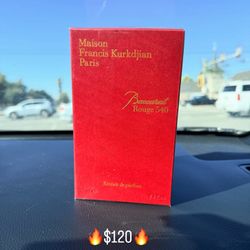 Maison
Francis Kurkdjian
Paris
Baccarat
Rouge 540
Extrait de parfum
🔥$120🔥